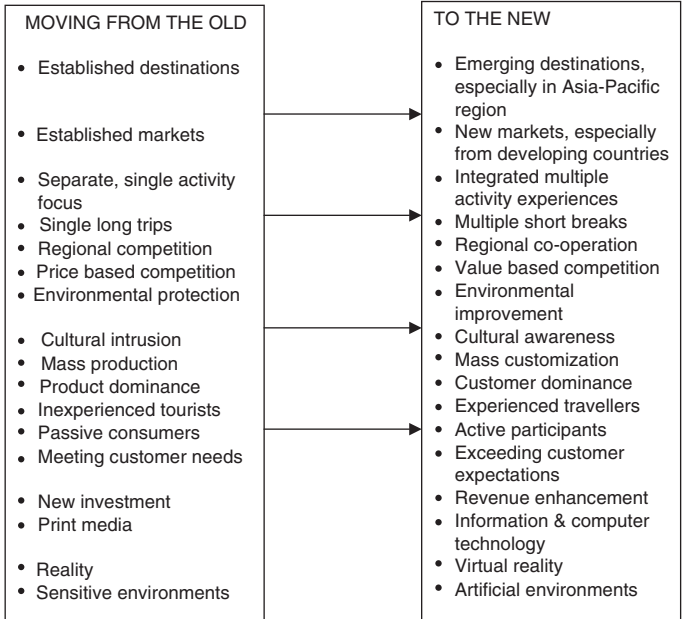 MOVING FROM THE OLD
• Established destinations
• Established markets
• Separate, single activity
focus
• Single long trips
• Regional competition
• Price based competition
• Environmental protection
• Cultural intrusion
• Mass production
• Product dominance
• Inexperienced tourists
• Passive consumers
• Meeting customer needs
• New investment
• Print media
• Reality
• Sensitive environments
TO THE NEW
• Emerging destinations,
especially in Asia-Pacific
region
• New markets, especially
from developing countries
• Integrated multiple
activity experiences
• Multiple short breaks
• Regional co-operation
• Value based competition
• Environmental
improvement
• Cultural awareness
• Mass customization
• Customer dominance
• Experienced travellers
• Active participants
• Exceeding customer
expectations
• Revenue enhancement
• Information & computer
technology
• Virtual reality
• Artificial environments